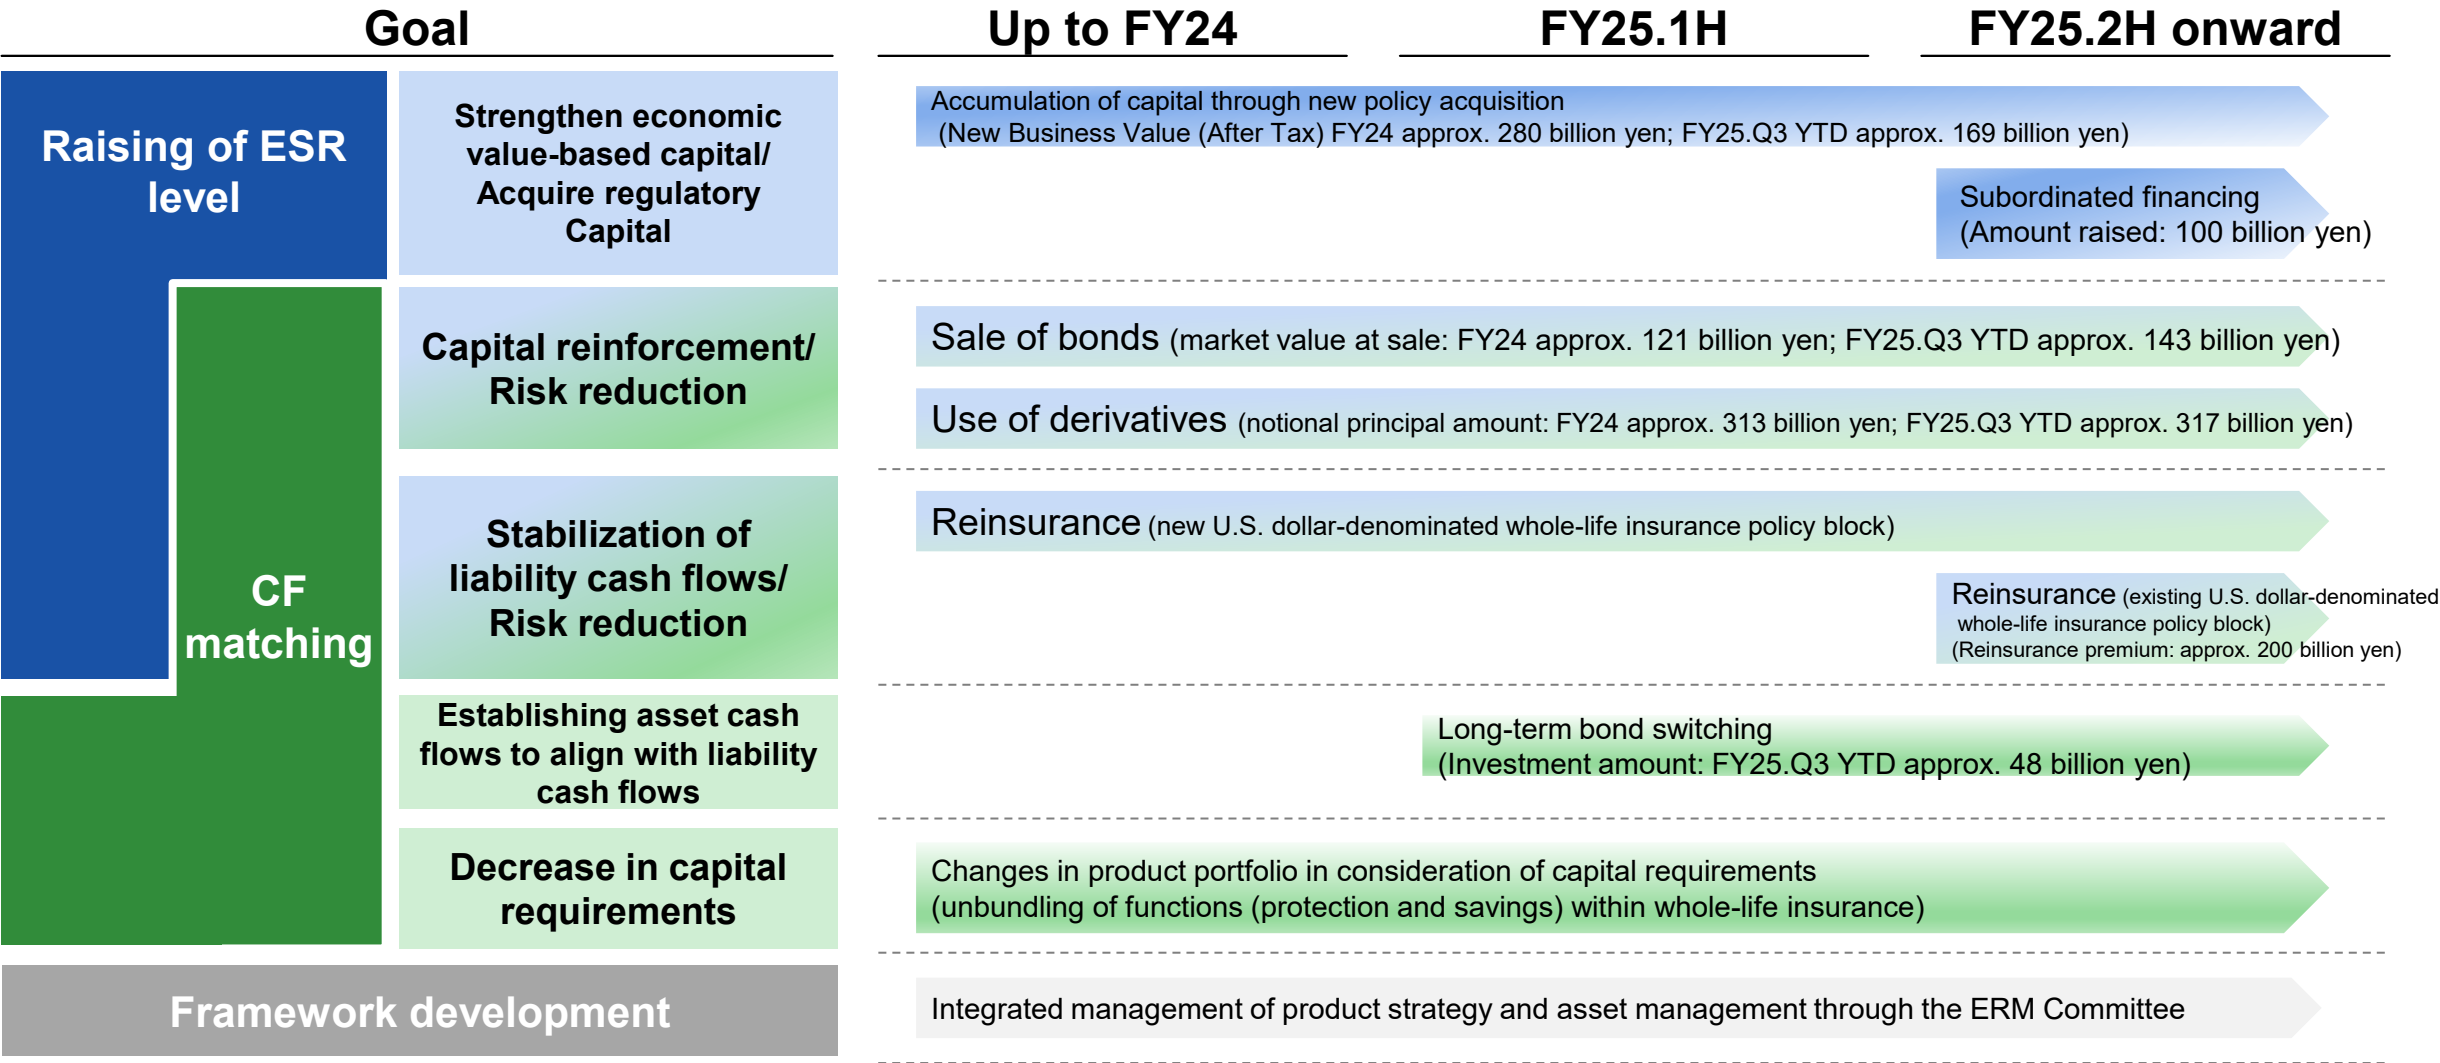 Goal
Up to FY24
FY25.1H
FY25.2H onward
Raising of ESR
level
Strengthen economic
value-based capital/
Acquire regulatory
Capital
Accumulation of capital through new policy acquisition
(New Business Value (After Tax) FY24 approx. 280 billion yen; FY25.Q3 YTD approx. 169 billion yen)
Subordinated financing
(Amount raised: 100 billion yen)
CF
matching
Capital reinforcement/
Risk reduction
Sale of bonds (market value at sale: FY24 approx. 121 billion yen; FY25.Q3 YTD approx. 143 billion yen)
Use of derivatives (notional principal amount: FY24 approx. 313 billion yen; FY25.Q3 YTD approx. 317 billion yen)
Stabilization of
liability cash flows/
Risk reduction
Reinsurance (new U.S. dollar-denominated whole-life insurance policy block)
Reinsurance (existing U.S. dollar-denominated
whole-life insurance policy block)
(Reinsurance premium: approx. 200 billion yen)
Establishing asset cash
flows to align with liability
cash flows
Long-term bond switching
(Investment amount: FY25.Q3 YTD approx. 48 billion yen)
Decrease in capital
requirements
Changes in product portfolio in consideration of capital requirements
(unbundling of functions (protection and savings) within whole-life insurance)
Framework development
Integrated management of product strategy and asset management through the ERM Committee